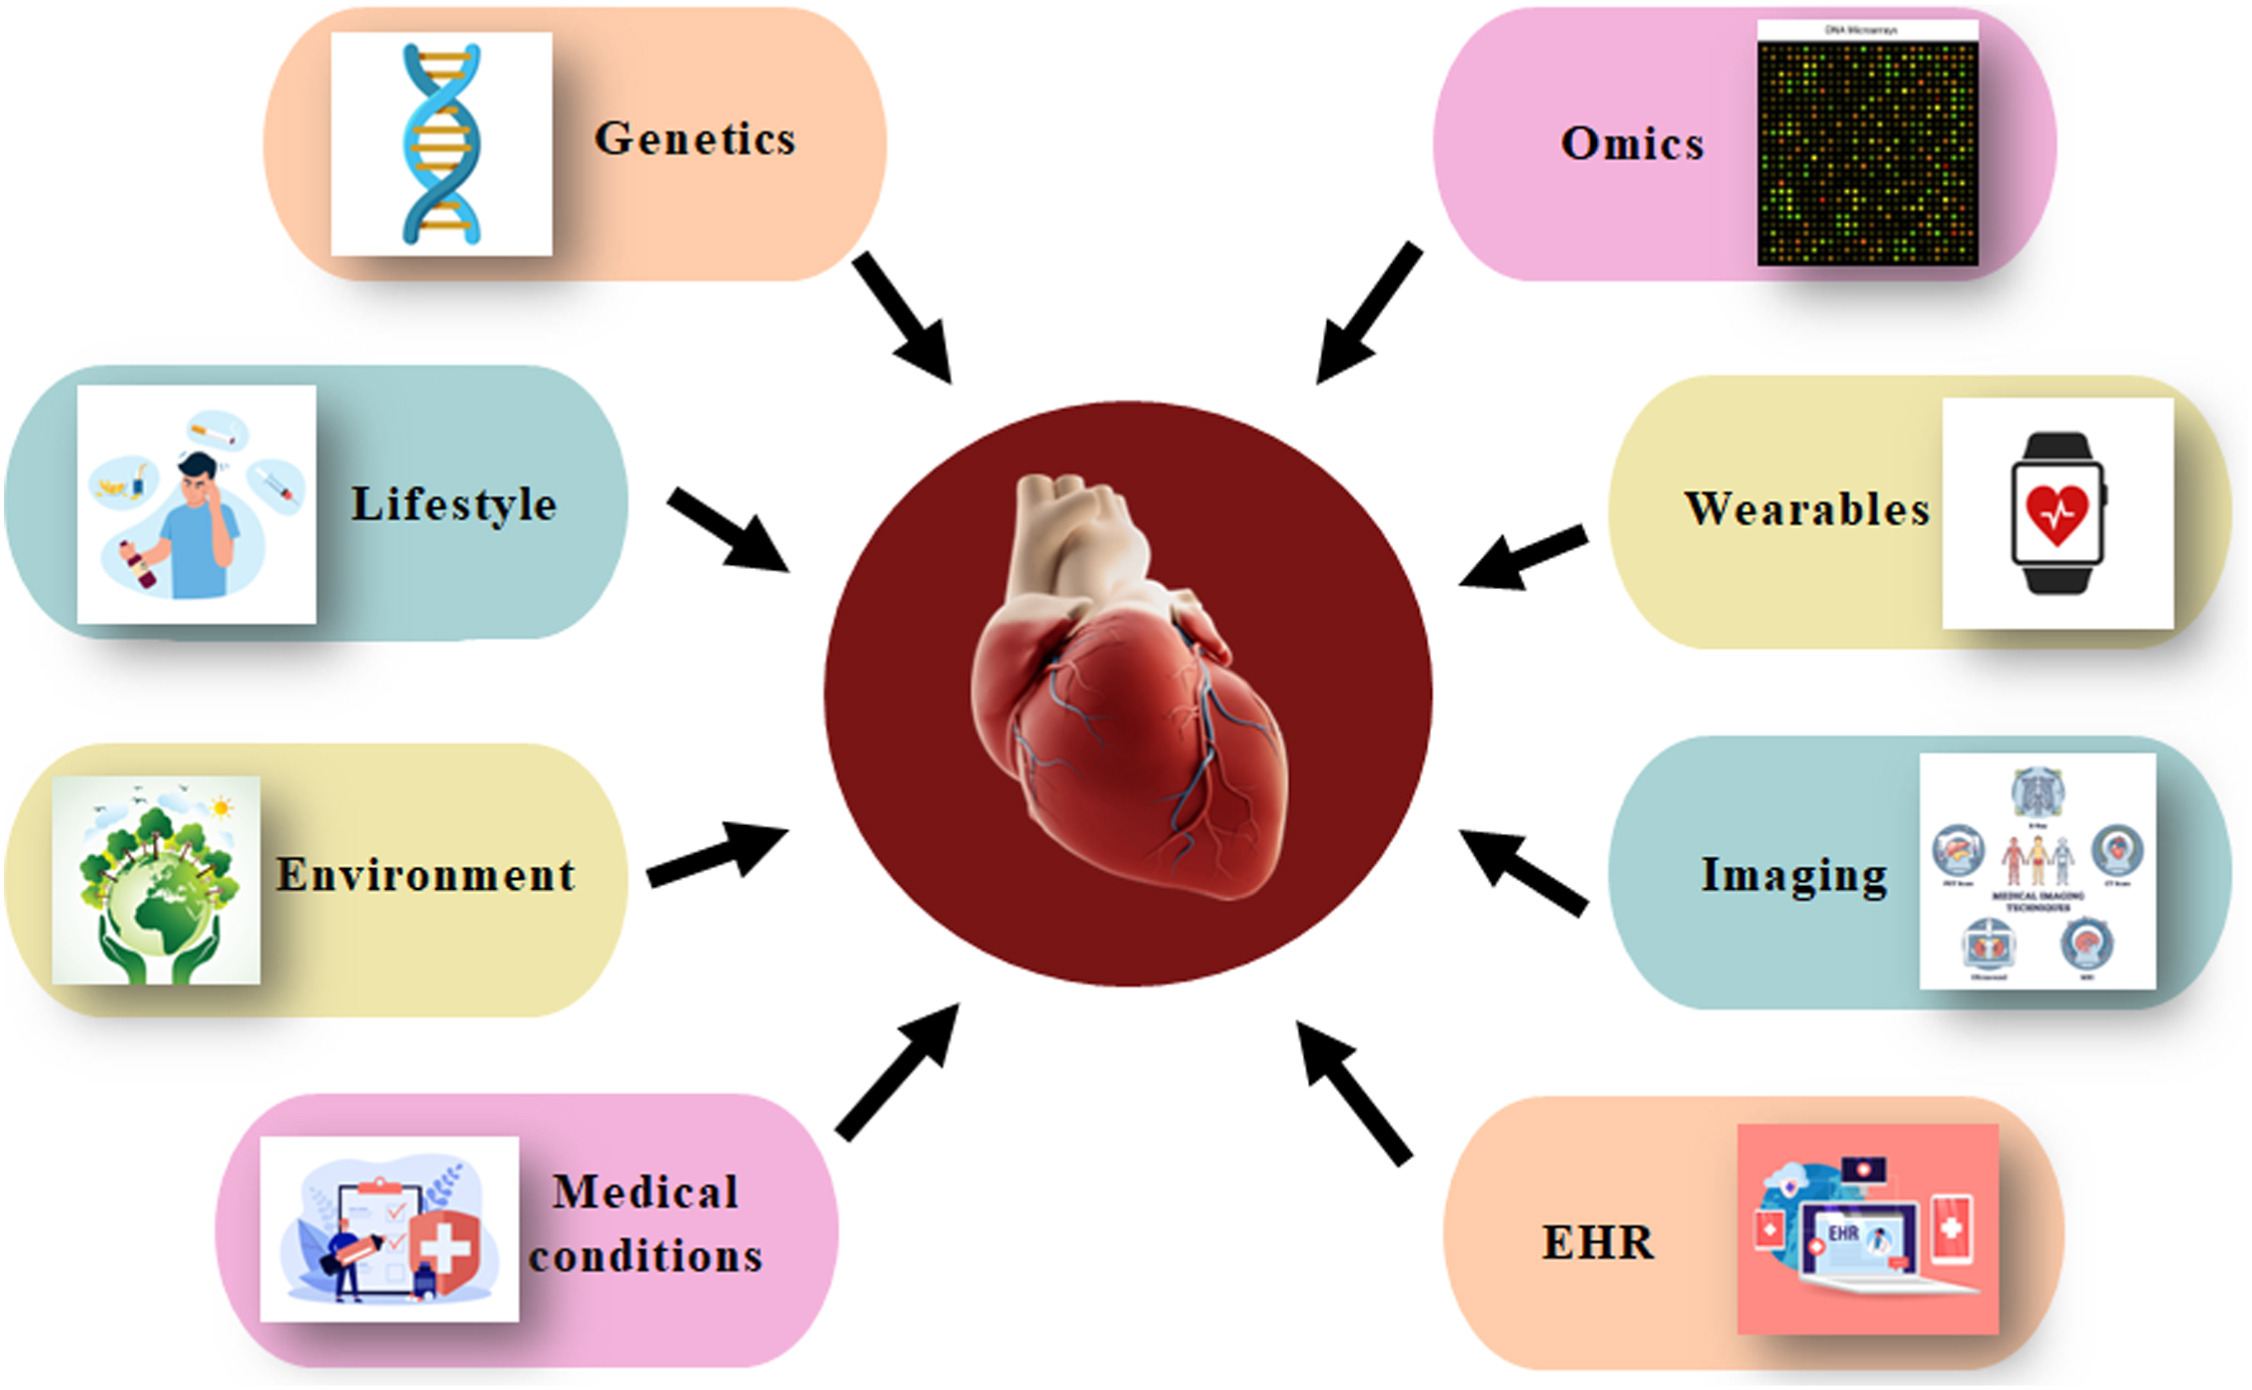 Genetics
Omics
DNA Microarrays
Lifestyle
Wearables
Environment
Imaging
X-Ray
PET Scan
CT Scan
MEDICAL IMAGING
TECHNIQUES
Ultrasound
MRI
Medical
conditions
EHR
EHR